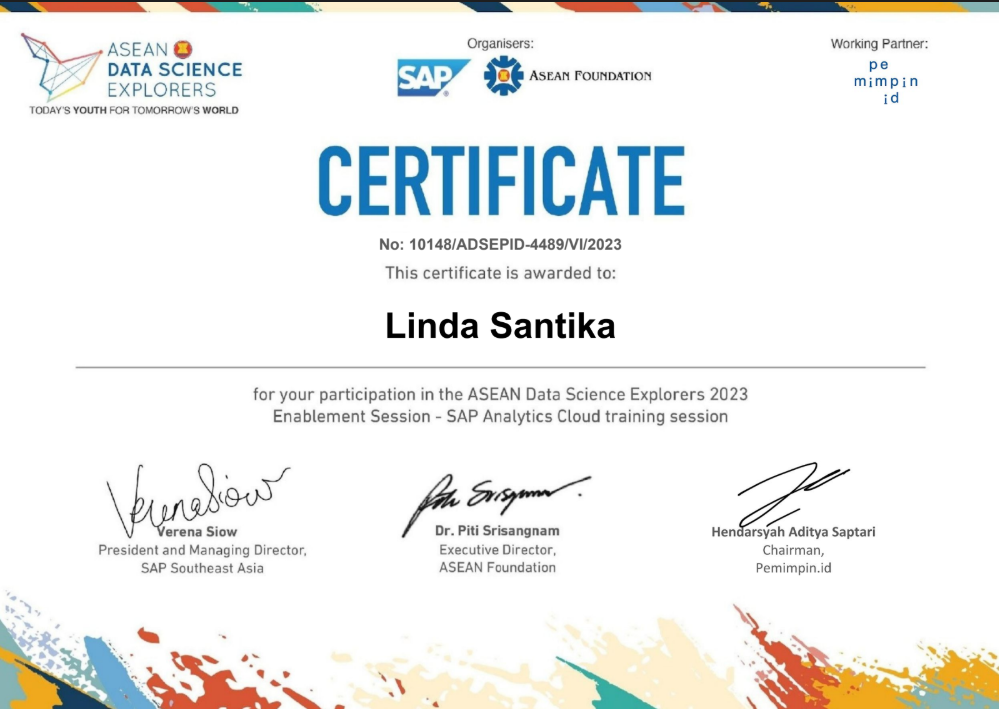 ASEAN
DATA SCIENCE
EXPLORERS
TODAY'S YOUTH FOR TOMORROW'S WORLD
Organisers:
SAP
ASEAN FOUNDATION
Working Partner:
pe
mimpin
id
CERTIFICATE
No: 10148/ADSEPID-4489/VI/2023
This certificate is awarded to:
Linda Santika
for your participation in the ASEAN Data Science Explorers 2023
Enablement Session - SAP Analytics Cloud training session
Verena Siow
Verena Siow
President and Managing Director,
SAP Southeast Asia
Dr. Piti Srisangnam
Executive Director,
ASEAN Foundation
Hendarsyah Aditya Saptari
Chairman,
Pemimpin.id